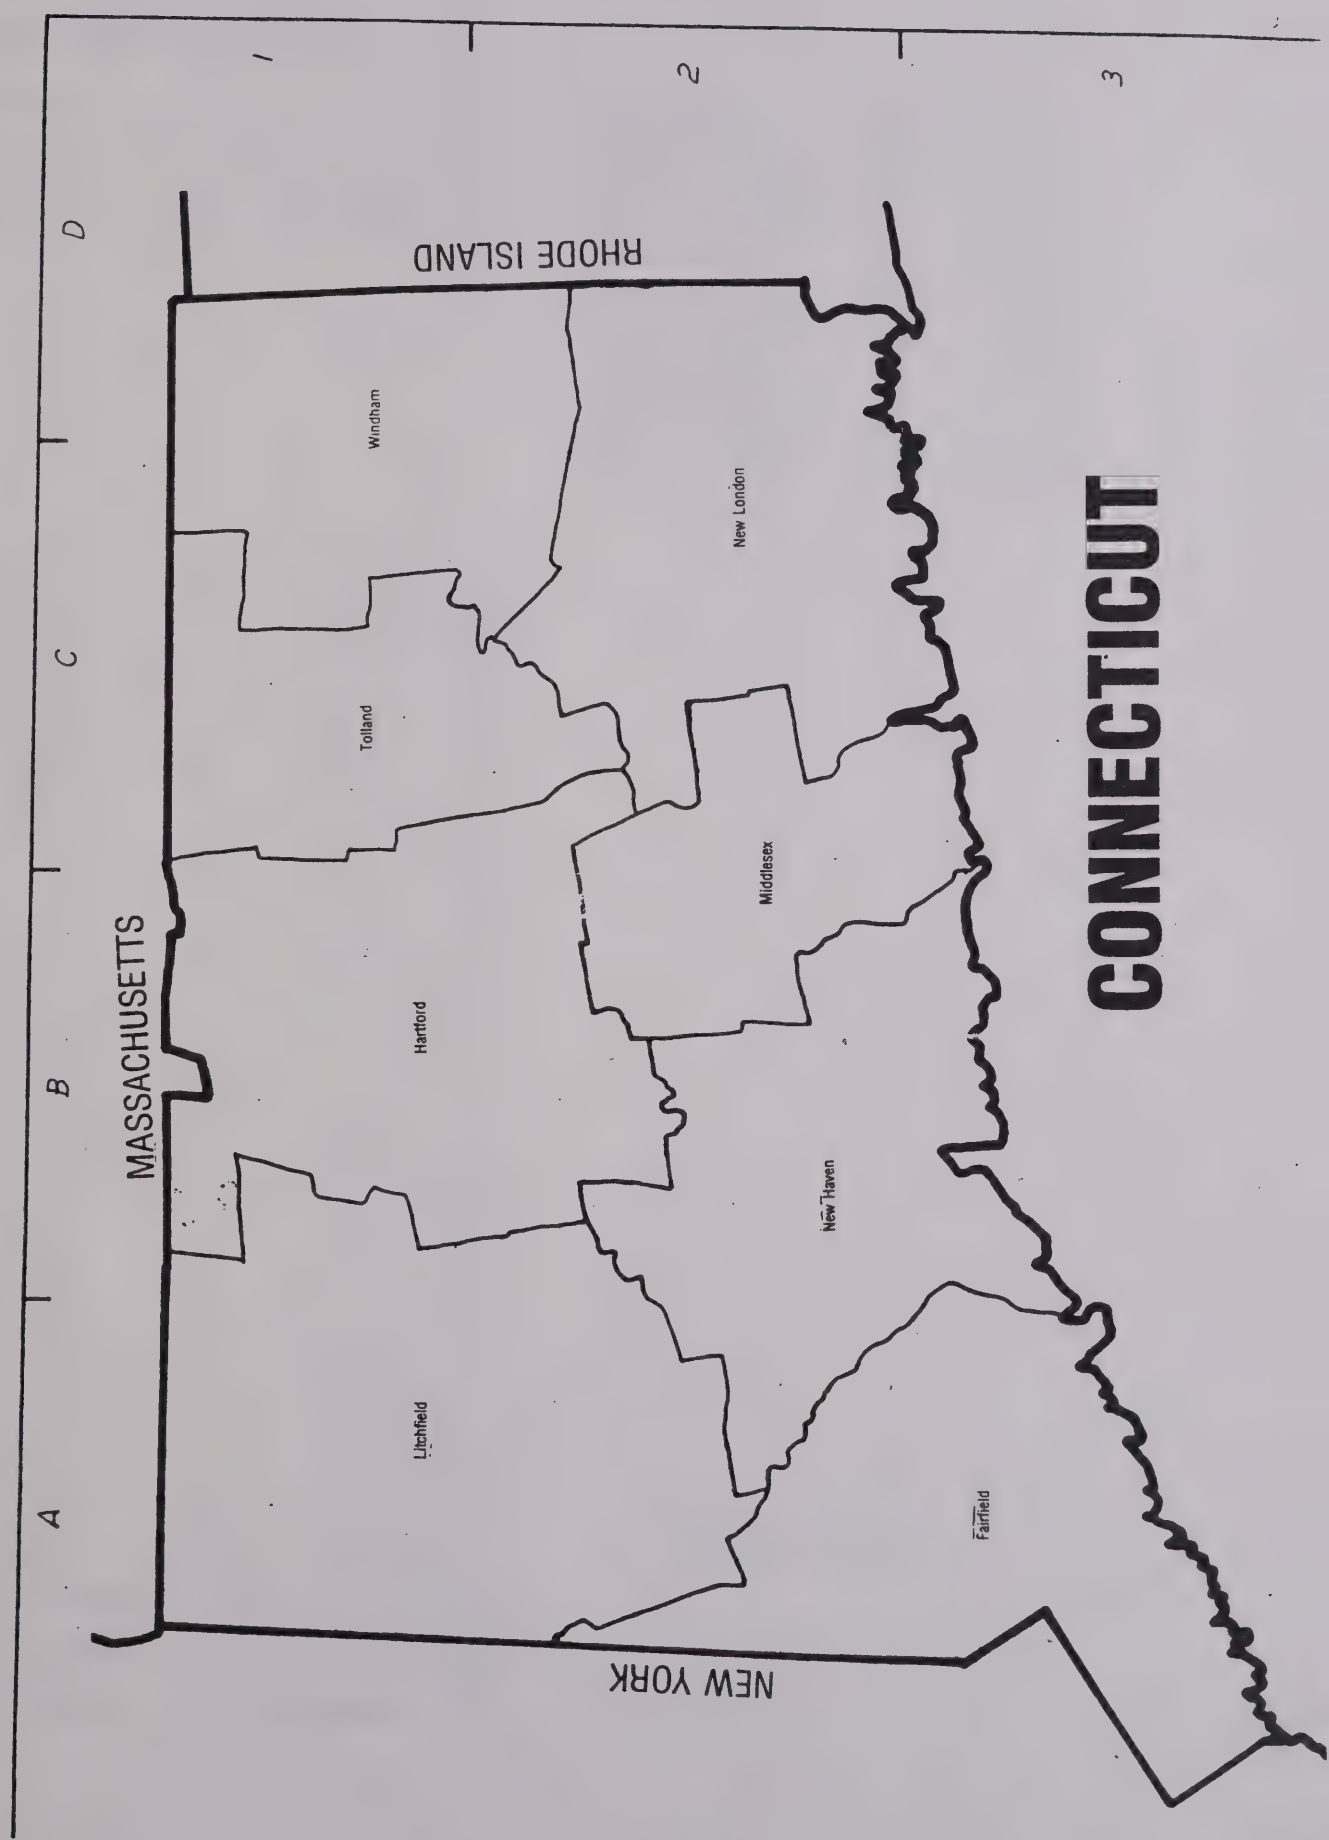 A
B
C
D
1
2
3
MASSACHUSETTS
RHODE ISLAND
NEW YORK
Litchfield
Hartford
Tolland
Windham
New London
Middlesex
New Haven
Fairfield
CONNECTICUT